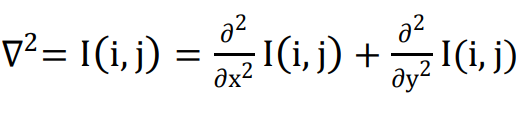 ∇²= I(i, j) = ∂²/∂x² I(i, j) + ∂²/∂y² I(i, j)